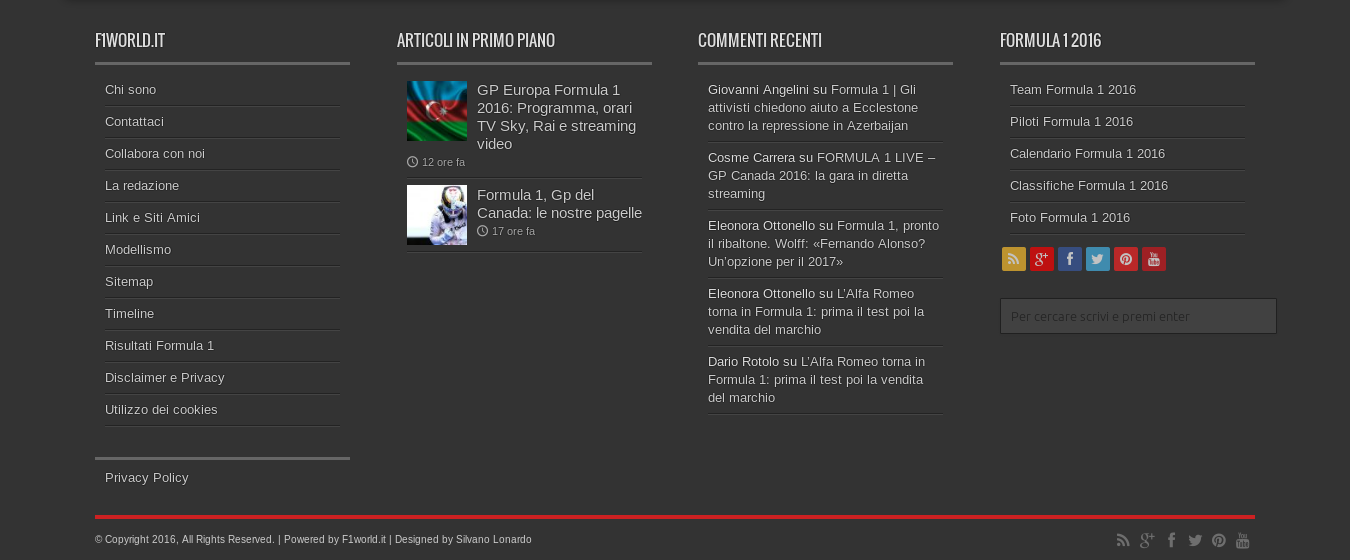 F1WORLD.IT
Chi sono
Contattaci
Collabora con noi
La redazione
Link e Siti Amici
Modellismo
Sitemap
Timeline
Risultati Formula 1
Disclaimer e Privacy
Utilizzo dei cookies
Privacy Policy
ARTICOLI IN PRIMO PIANO
GP Europa Formula 1
2016: Programma, orari
TV Sky, Rai e streaming
video
12 ore fa
Formula 1, Gp del
Canada: le nostre pagelle
17 ore fa
COMMENTI RECENTI
Giovanni Angelini su Formula 1 | Gli
attivisti chiedono aiuto a Ecclestone
contro la repressione in Azerbaijan
Cosme Carrera su FORMULA 1 LIVE –
GP Canada 2016: la gara in diretta
streaming
Eleonora Ottonello su Formula 1, pronto
il ribaltone. Wolff: «Fernando Alonso?
Un’opzione per il 2017»
Eleonora Ottonello su L’Alfa Romeo
torna in Formula 1: prima il test poi la
vendita del marchio
Dario Rotolo su L’Alfa Romeo torna in
Formula 1: prima il test poi la vendita
del marchio
FORMULA 1 2016
Team Formula 1 2016
Piloti Formula 1 2016
Calendario Formula 1 2016
Classifiche Formula 1 2016
Foto Formula 1 2016
Per cercare scrivi e premi enter
© Copyright 2016, All Rights Reserved. | Powered by F1world.it | Designed by Silvano Lonardo